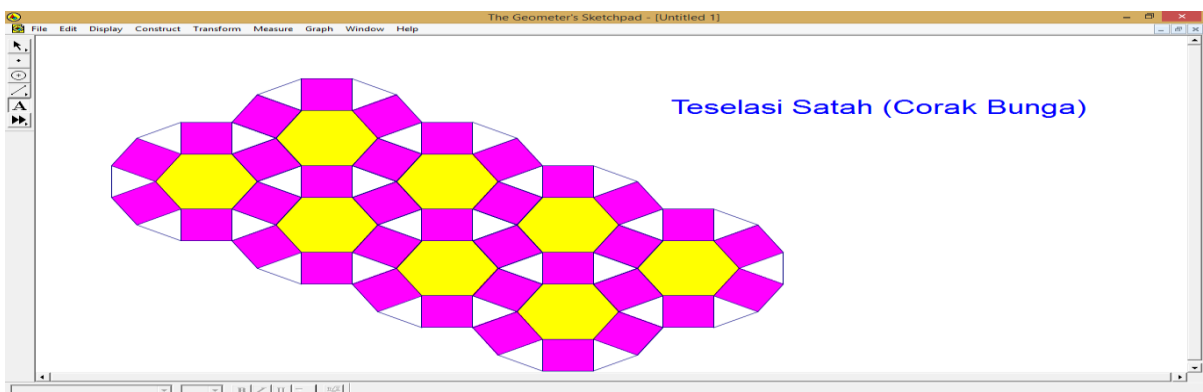 The Geometer's Sketchpad - [Untitled 1]
File Edit Display Construct Transform Measure Graph Window Help
A
Teselasi Satah (Corak Bunga)